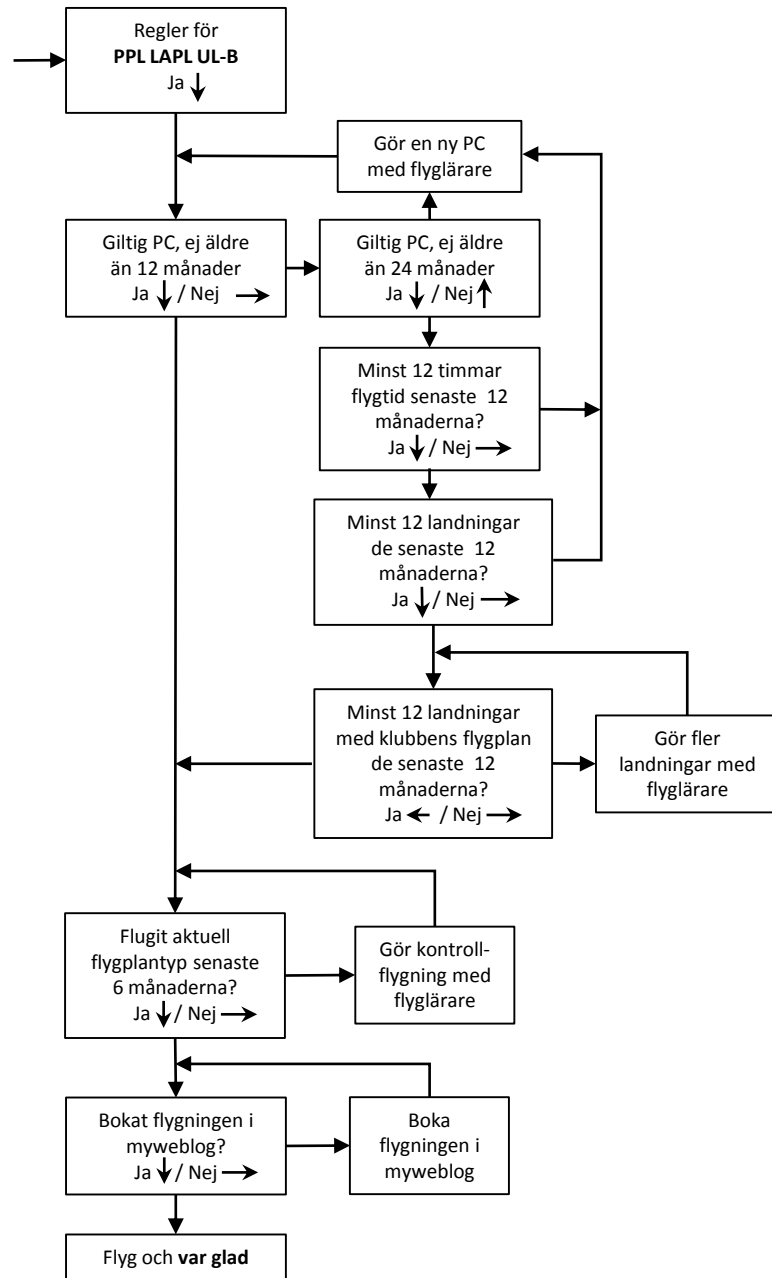 Regler för
PPL LAPL UL-B
Ja ↓
Gör en ny PC
med flyglärare
Giltig PC, ej äldre
än 12 månader
Ja ↓ / Nej →
Giltig PC, ej äldre
än 24 månader
Ja ↓ / Nej ↑
Minst 12 timmar
flygtid senaste 12
månaderna?
Ja ↓ / Nej →
Minst 12 landningar
de senaste 12
månaderna?
Ja ↓ / Nej →
Minst 12 landningar
med klubbens flygplan
de senaste 12
månaderna?
Ja ← / Nej →
Gör fler
landningar med
flyglärare
Flugit aktuell
flygplantyp senaste
6 månaderna?
Ja ↓ / Nej →
Gör kontroll-
flygning med
flyglärare
Bokat flygningen i
myweblog?
Ja ↓ / Nej →
Boka
flygningen i
myweblog
Flyg och var glad